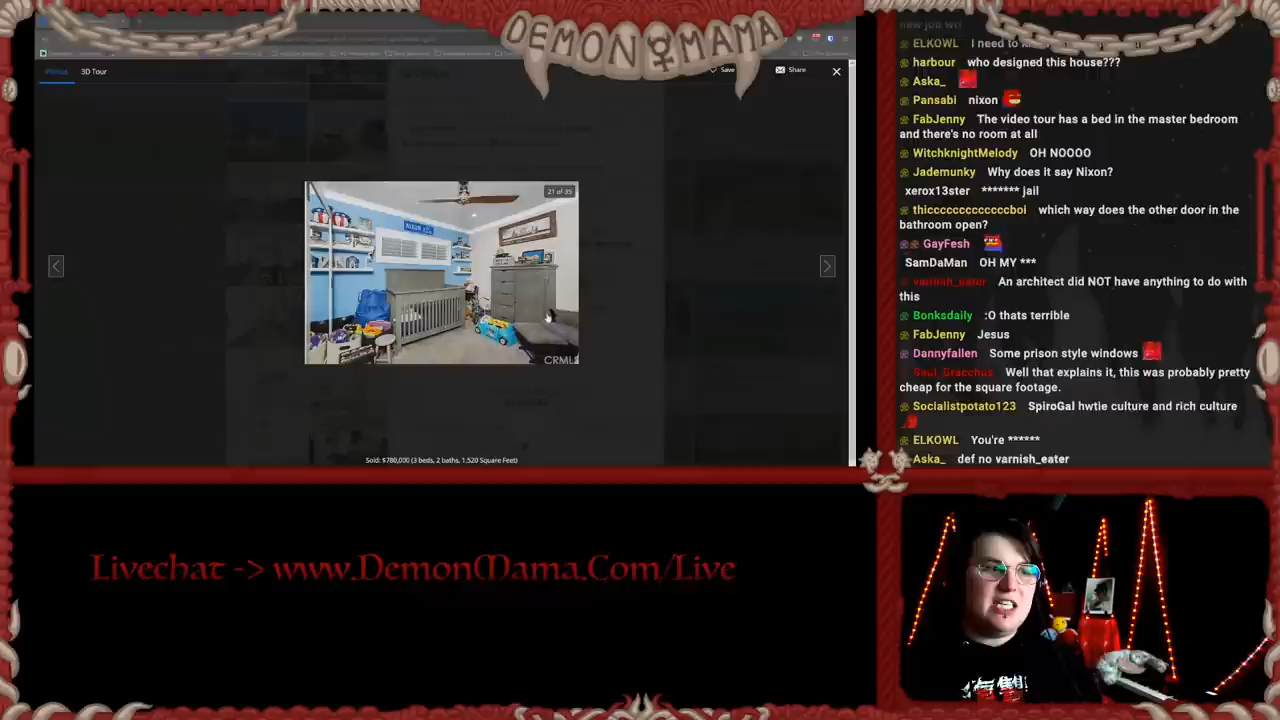 DEMON MAMA
Photos 3D Tour
Save
Share
21 of 35
NIXON
CRMLS
Sold: $780,000 (3 beds, 2 baths, 1,520 Square Feet)
Livechat -> www.DemonMama.Com/Live
ELKOWL I need to
harbour who designed this house???
Aska_
Pansabi nixon
FabJenny The video tour has a bed in the master bedroom
and there's no room at all
WitchknightMelody OH NOOOO
Jademunky Why does it say Nixon?
xerox13ster ******* jail
thicccccccccccccboi which way does the other door in the
bathroom open?
GayFesh
SamDaMan OH MY ***
varnish_eater An architect did NOT have anything to do with
this
Bonksdaily :O thats terrible
FabJenny Jesus
Dannyfallen Some prison style windows
Saul_Gracchus Well that explains it, this was probably pretty
cheap for the square footage.
Socialistpotato123 SpiroGal hwtie culture and rich culture
ELKOWL You're ******
Aska_ def no varnish_eater